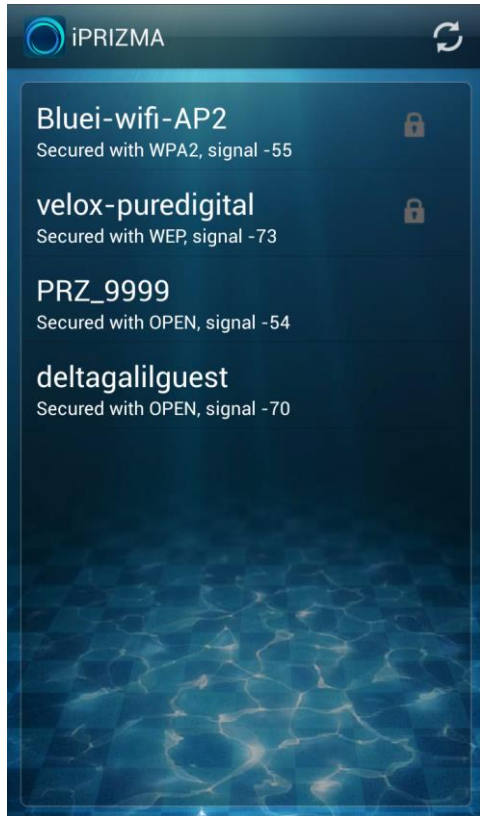 iPRIZMA
Bluei-wifi-AP2
Secured with WPA2, signal -55
velox-puredigital
Secured with WEP, signal -73
PRZ_9999
Secured with OPEN, signal -54
deltagalilguest
Secured with OPEN, signal -70